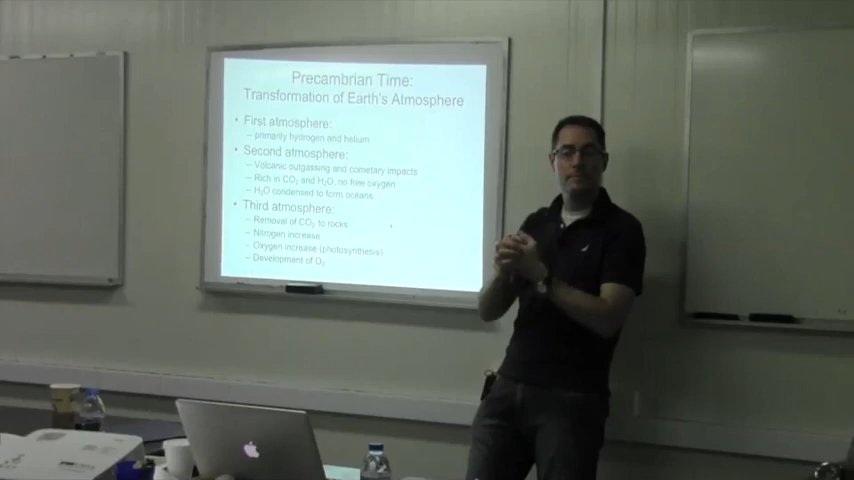 Precambrian Time:
Transformation of Earth's Atmosphere
• First atmosphere:
– primarily hydrogen and helium
• Second atmosphere:
– Volcanic outgassing and cometary impacts
– Rich in CO₂ and H₂O, no free oxygen
– H₂O condensed to form oceans
• Third atmosphere:
– Removal of CO₂ to rocks
– Nitrogen increase
– Oxygen increase (photosynthesis)
– Development of O₃